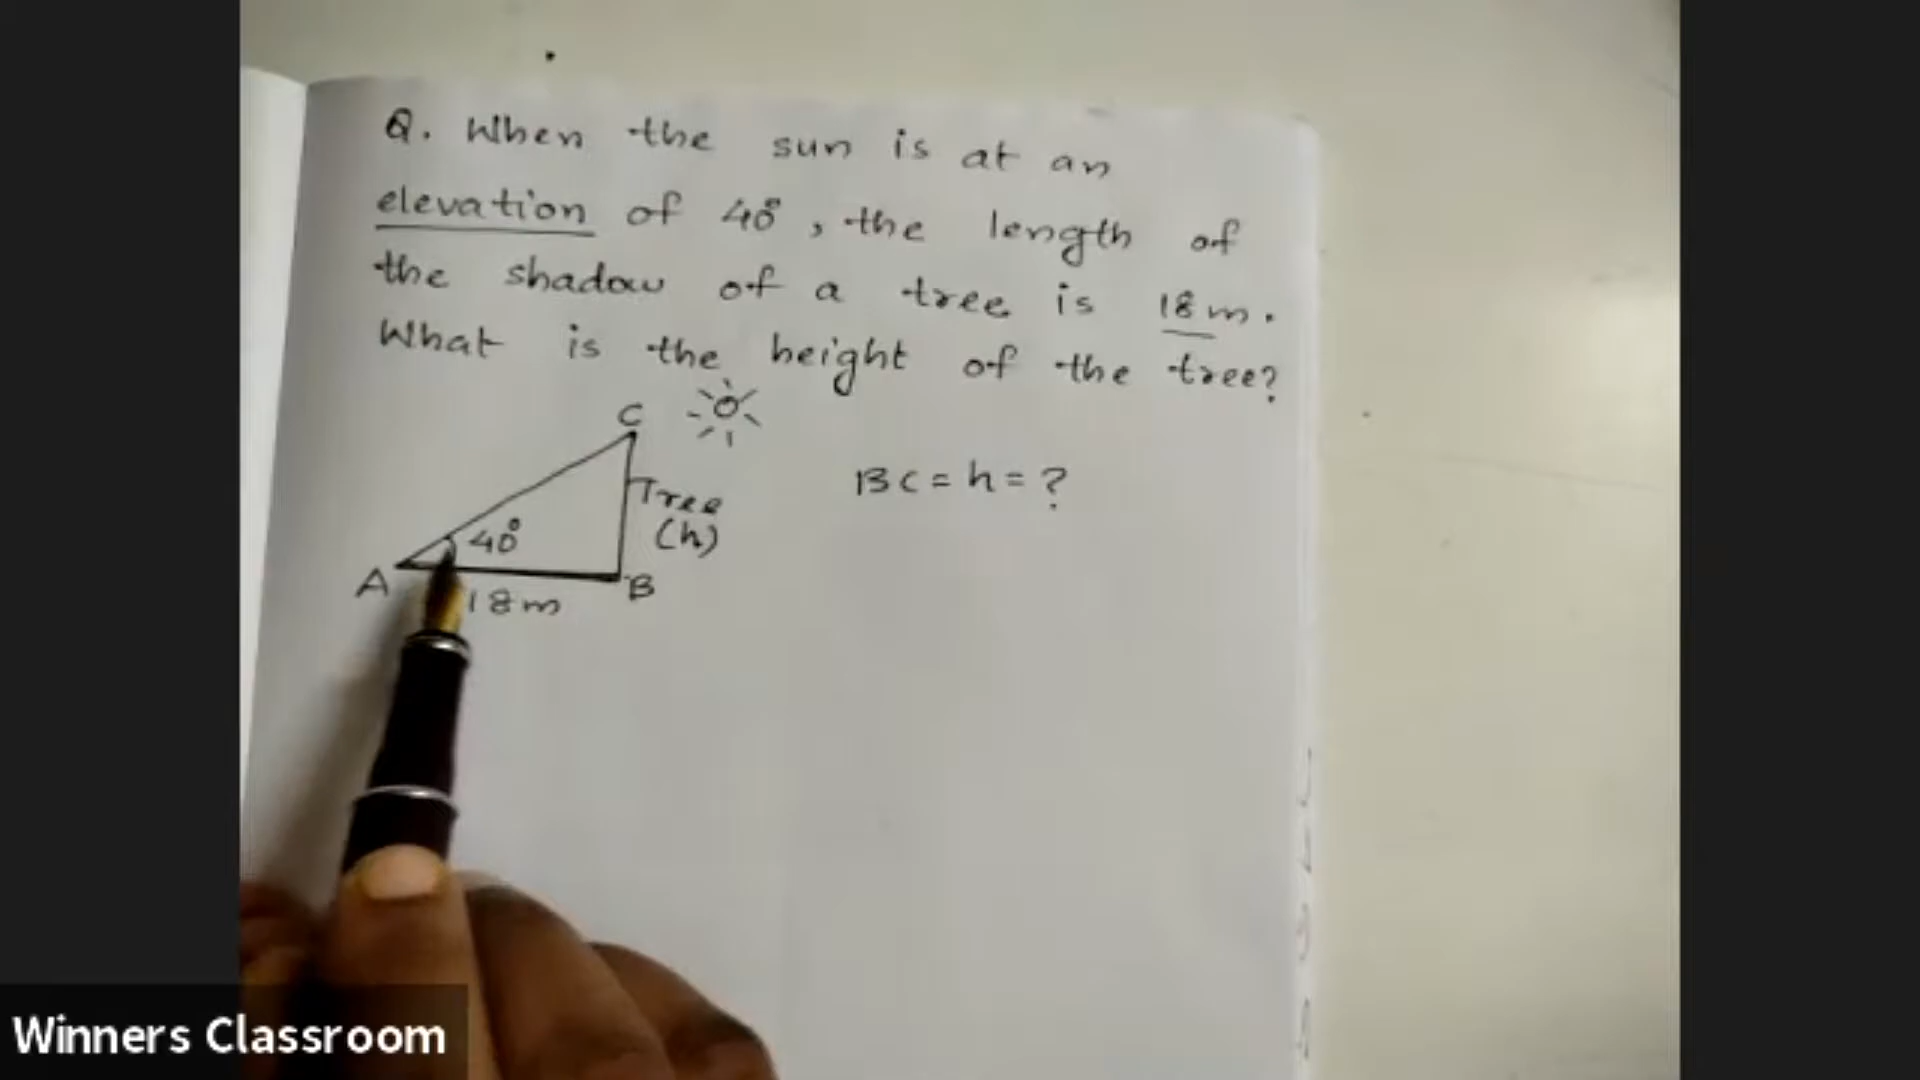 Q. When the sun is at an
elevation of 40°, the length of
the shadow of a tree is 18m.
What is the height of the tree?
C
BC = h = ?
Tree
(h)
40°
A
B
18m
Winners Classroom